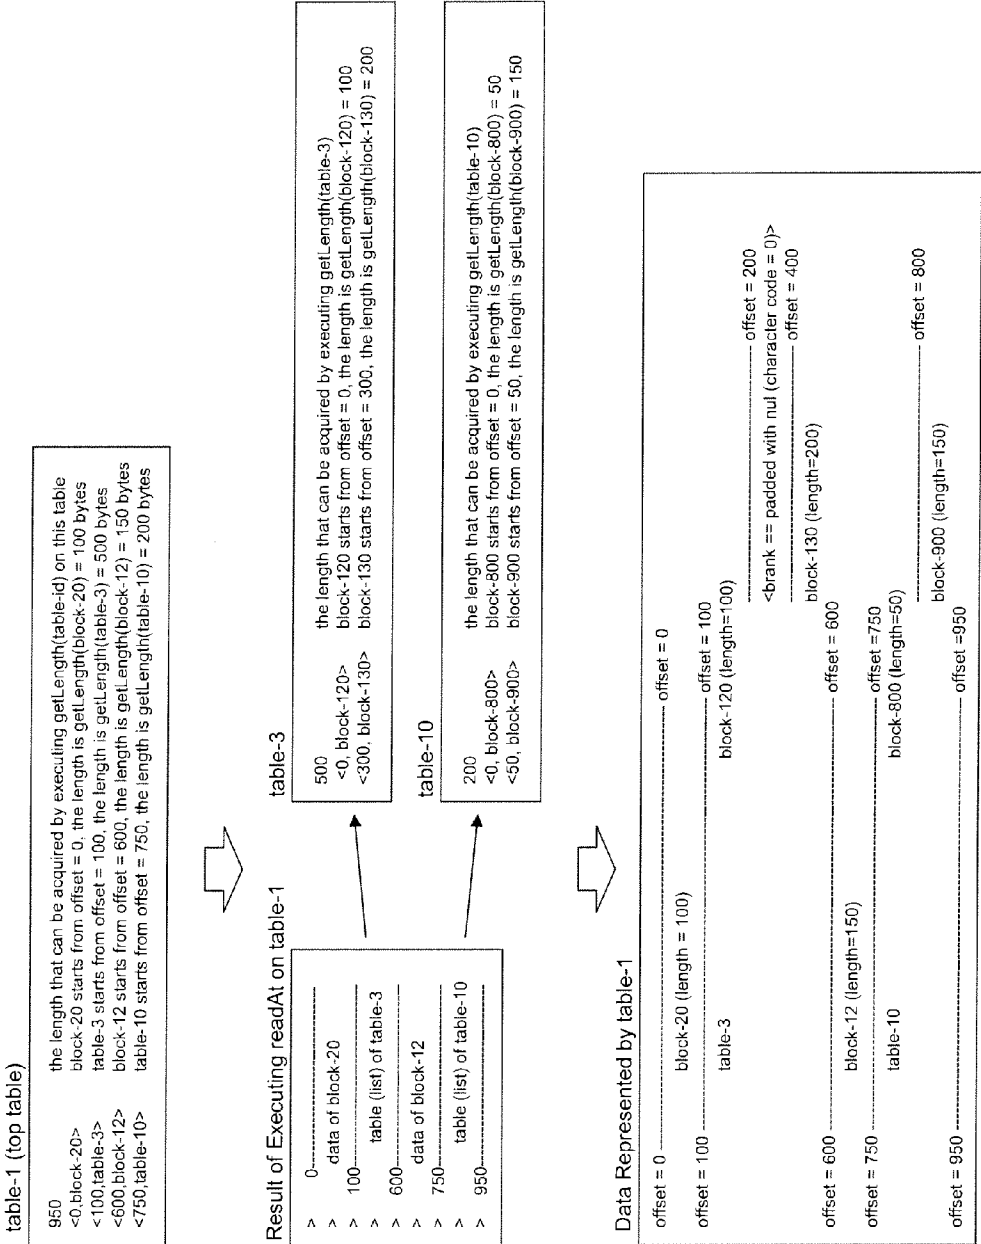 table-1 (top table)
950 the length that can be acquired by executing getLength(table-id) on this table
<0,block-20> block-20 starts from offset = 0, the length is getLength(block-20) = 100 bytes
<100,table-3> table-3 starts from offset = 100, the length is getLength(table-3) = 500 bytes
<600,block-12> block-12 starts from offset = 600, the length is getLength(block-12) = 150 bytes
<750,table-10> table-10 starts from offset = 750, the length is getLength(table-10) = 200 bytes
Result of Executing readAt on table-1
> 0---------------
> data of block-20
> 100---------------
> table (list) of table-3
> 600---------------
> data of block-12
> 750---------------
> table (list) of table-10
> 950---------------
table-3
500 the length that can be acquired by executing getLength(table-3)
<0, block-120> block-120 starts from offset = 0, the length is getLength(block-120) = 100
<300, block-130> block-130 starts from offset = 300, the length is getLength(block-130) = 200
table-10
200 the length that can be acquired by executing getLength(table-10)
<0, block-800> block-800 starts from offset = 0, the length is getLength(block-800) = 50
<50, block-900> block-900 starts from offset = 50, the length is getLength(block-900) = 150
Data Represented by table-1
offset = 0 ------------------------------ offset = 0
block-20 (length = 100)
offset = 100 ------------------------------ offset = 100
table-3 block-120 (length=100)
------------------------------ offset = 200
<brank == padded with nul (character code = 0)>
------------------------------ offset = 400
block-130 (length=200)
offset = 600 ------------------------------ offset = 600
block-12 (length=150)
offset = 750 ------------------------------ offset =750
table-10 block-800 (length=50)
------------------------------ offset = 800
block-900 (length=150)
offset = 950 ------------------------------ offset =950